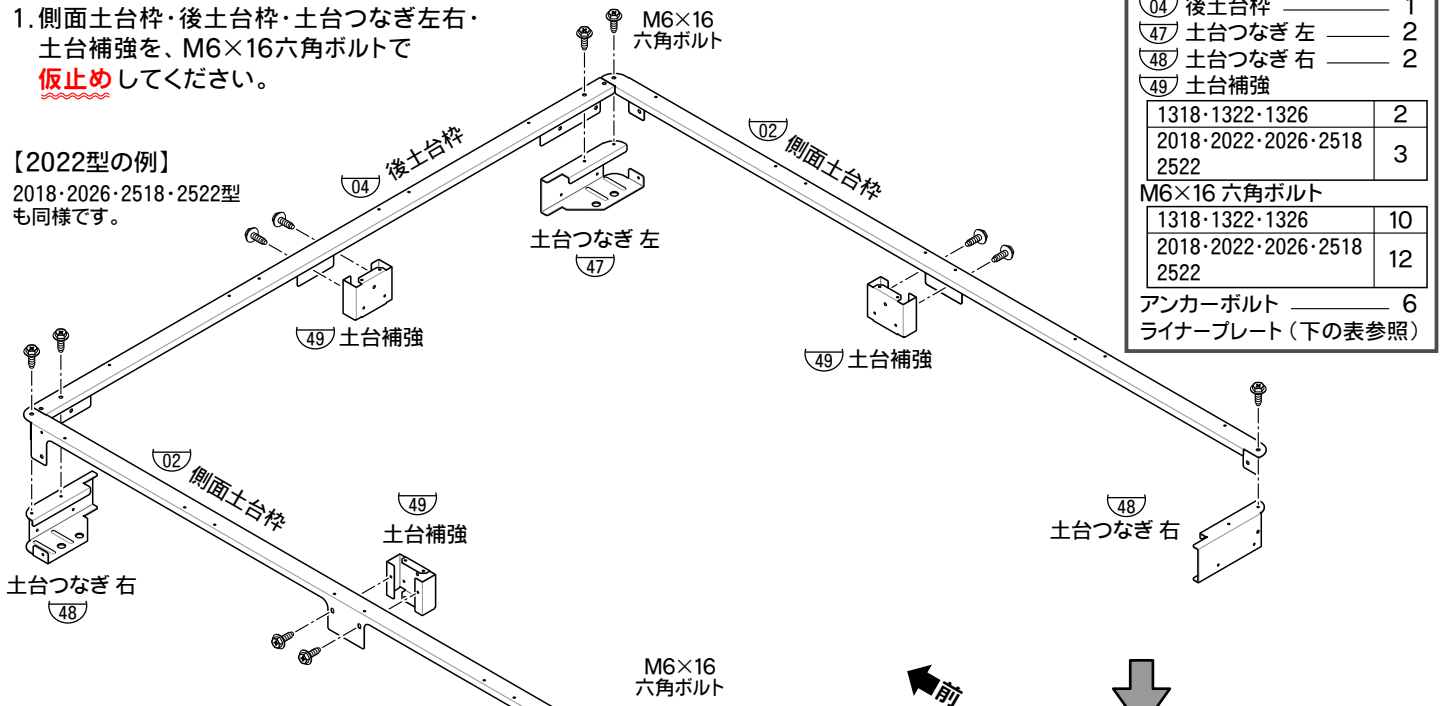 1.側面土台枠・後土台枠・土台つなぎ左右・
土台補強を、M6×16六角ボルトで
仮止めしてください。
【2022型の例】
2018・2026・2518・2522型
も同様です。
M6×16
六角ボルト
04 後土台枠
02 側面土台枠
土台つなぎ 左
47
49 土台補強
49 土台補強
02 側面土台枠
49
土台補強
土台つなぎ 右
48
48
土台つなぎ 右
M6×16
六角ボルト
前
04 後土台枠 1
47 土台つなぎ 左 2
48 土台つなぎ 右 2
49 土台補強
1318・1322・1326 2
2018・2022・2026・2518
2522 3
M6×16 六角ボルト
1318・1322・1326 10
2018・2022・2026・2518
2522 12
アンカーボルト 6
ライナープレート（下の表参照）